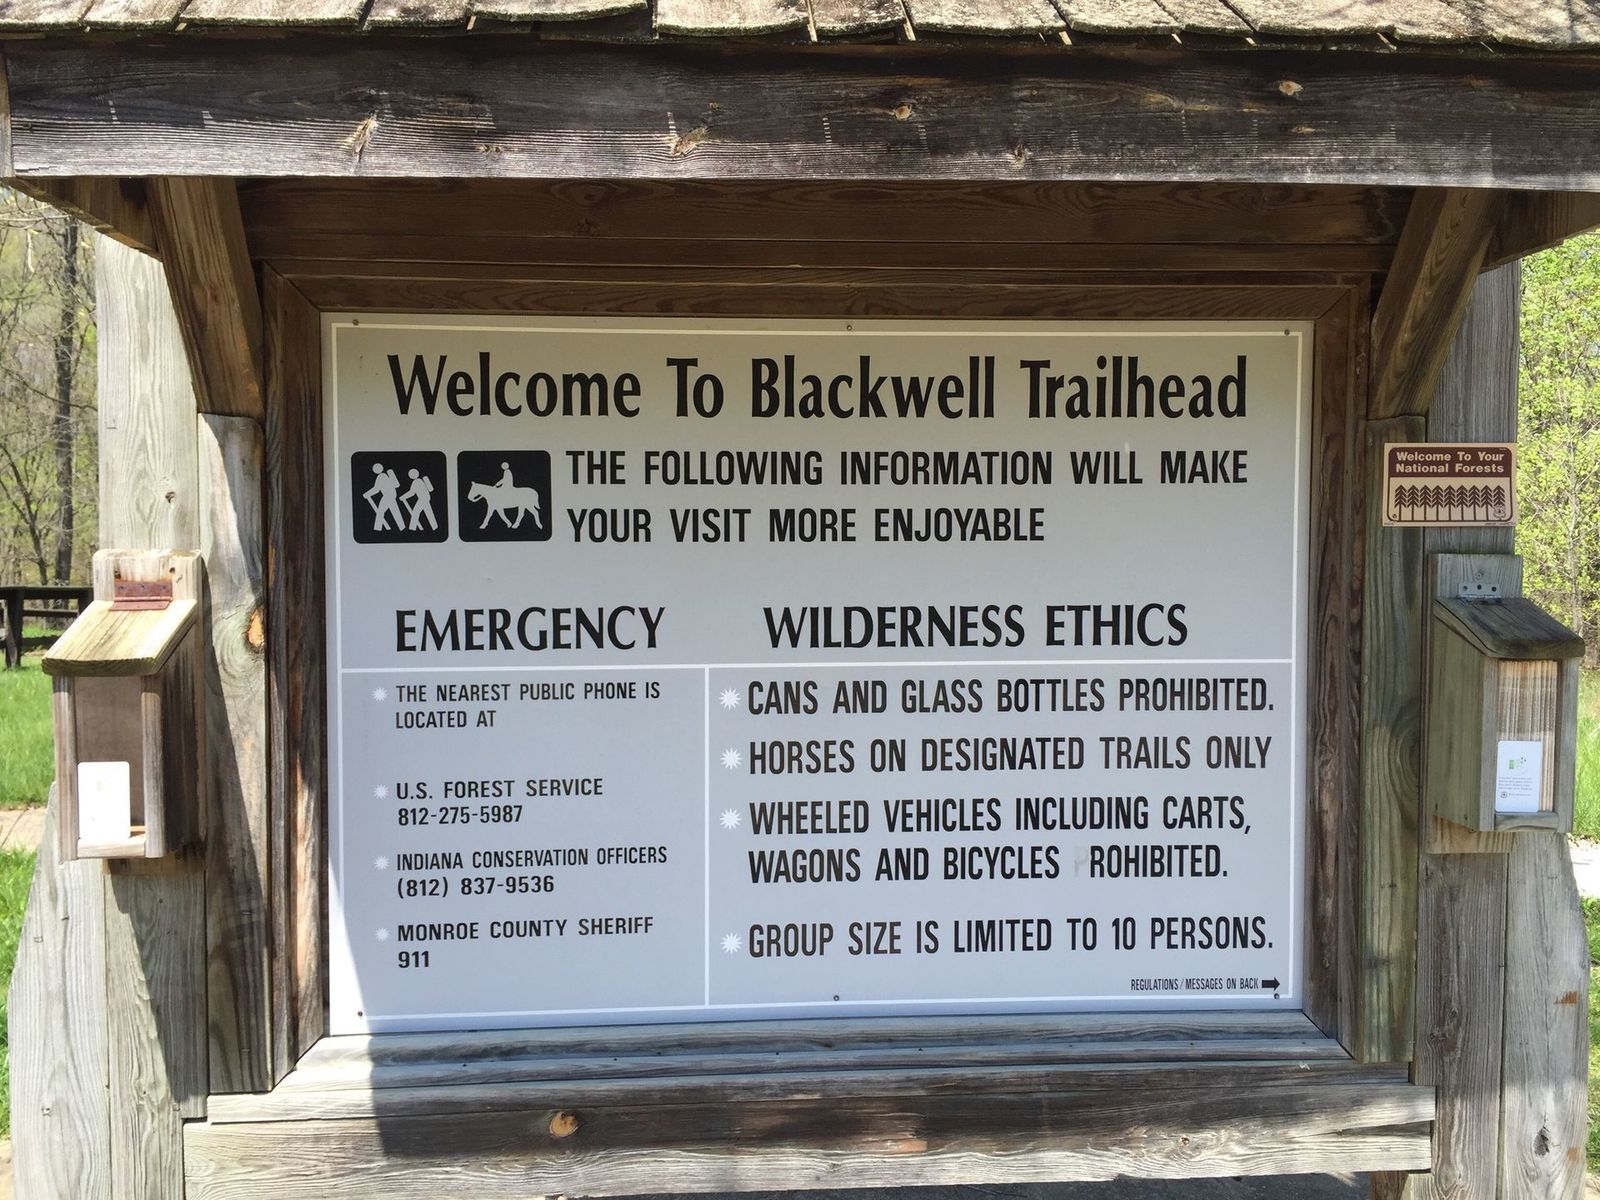 Welcome To Blackwell Trailhead
THE FOLLOWING INFORMATION WILL MAKE
YOUR VISIT MORE ENJOYABLE
Welcome To Your
National Forests
EMERGENCY
THE NEAREST PUBLIC PHONE IS
LOCATED AT
U.S. FOREST SERVICE
812-275-5987
INDIANA CONSERVATION OFFICERS
(812) 837-9536
MONROE COUNTY SHERIFF
911
WILDERNESS ETHICS
CANS AND GLASS BOTTLES PROHIBITED.
HORSES ON DESIGNATED TRAILS ONLY
WHEELED VEHICLES INCLUDING CARTS,
WAGONS AND BICYCLES PROHIBITED.
GROUP SIZE IS LIMITED TO 10 PERSONS.
REGULATIONS/MESSAGES ON BACK